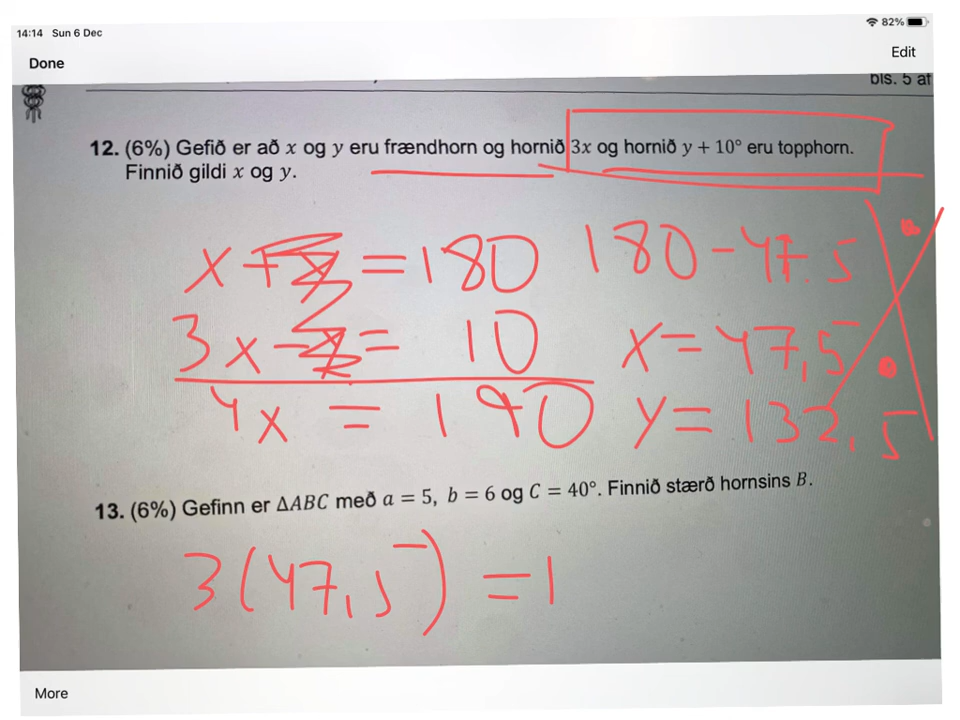 14:14 Sun 6 Dec
82%
Done
Edit
bls. 5 af
12. (6%) Gefið er að x og y eru frændhorn og hornið 3x og hornið y + 10° eru topphorn.
Finnið gildi x og y.
x + y = 180 180 - 47.5
3x - y = 10 x = 47,5
4x = 190 y = 132,5
13. (6%) Gefinn er ΔABC með a = 5, b = 6 og C = 40°. Finnið stærð hornsins B.
3(47,5) = 1
More